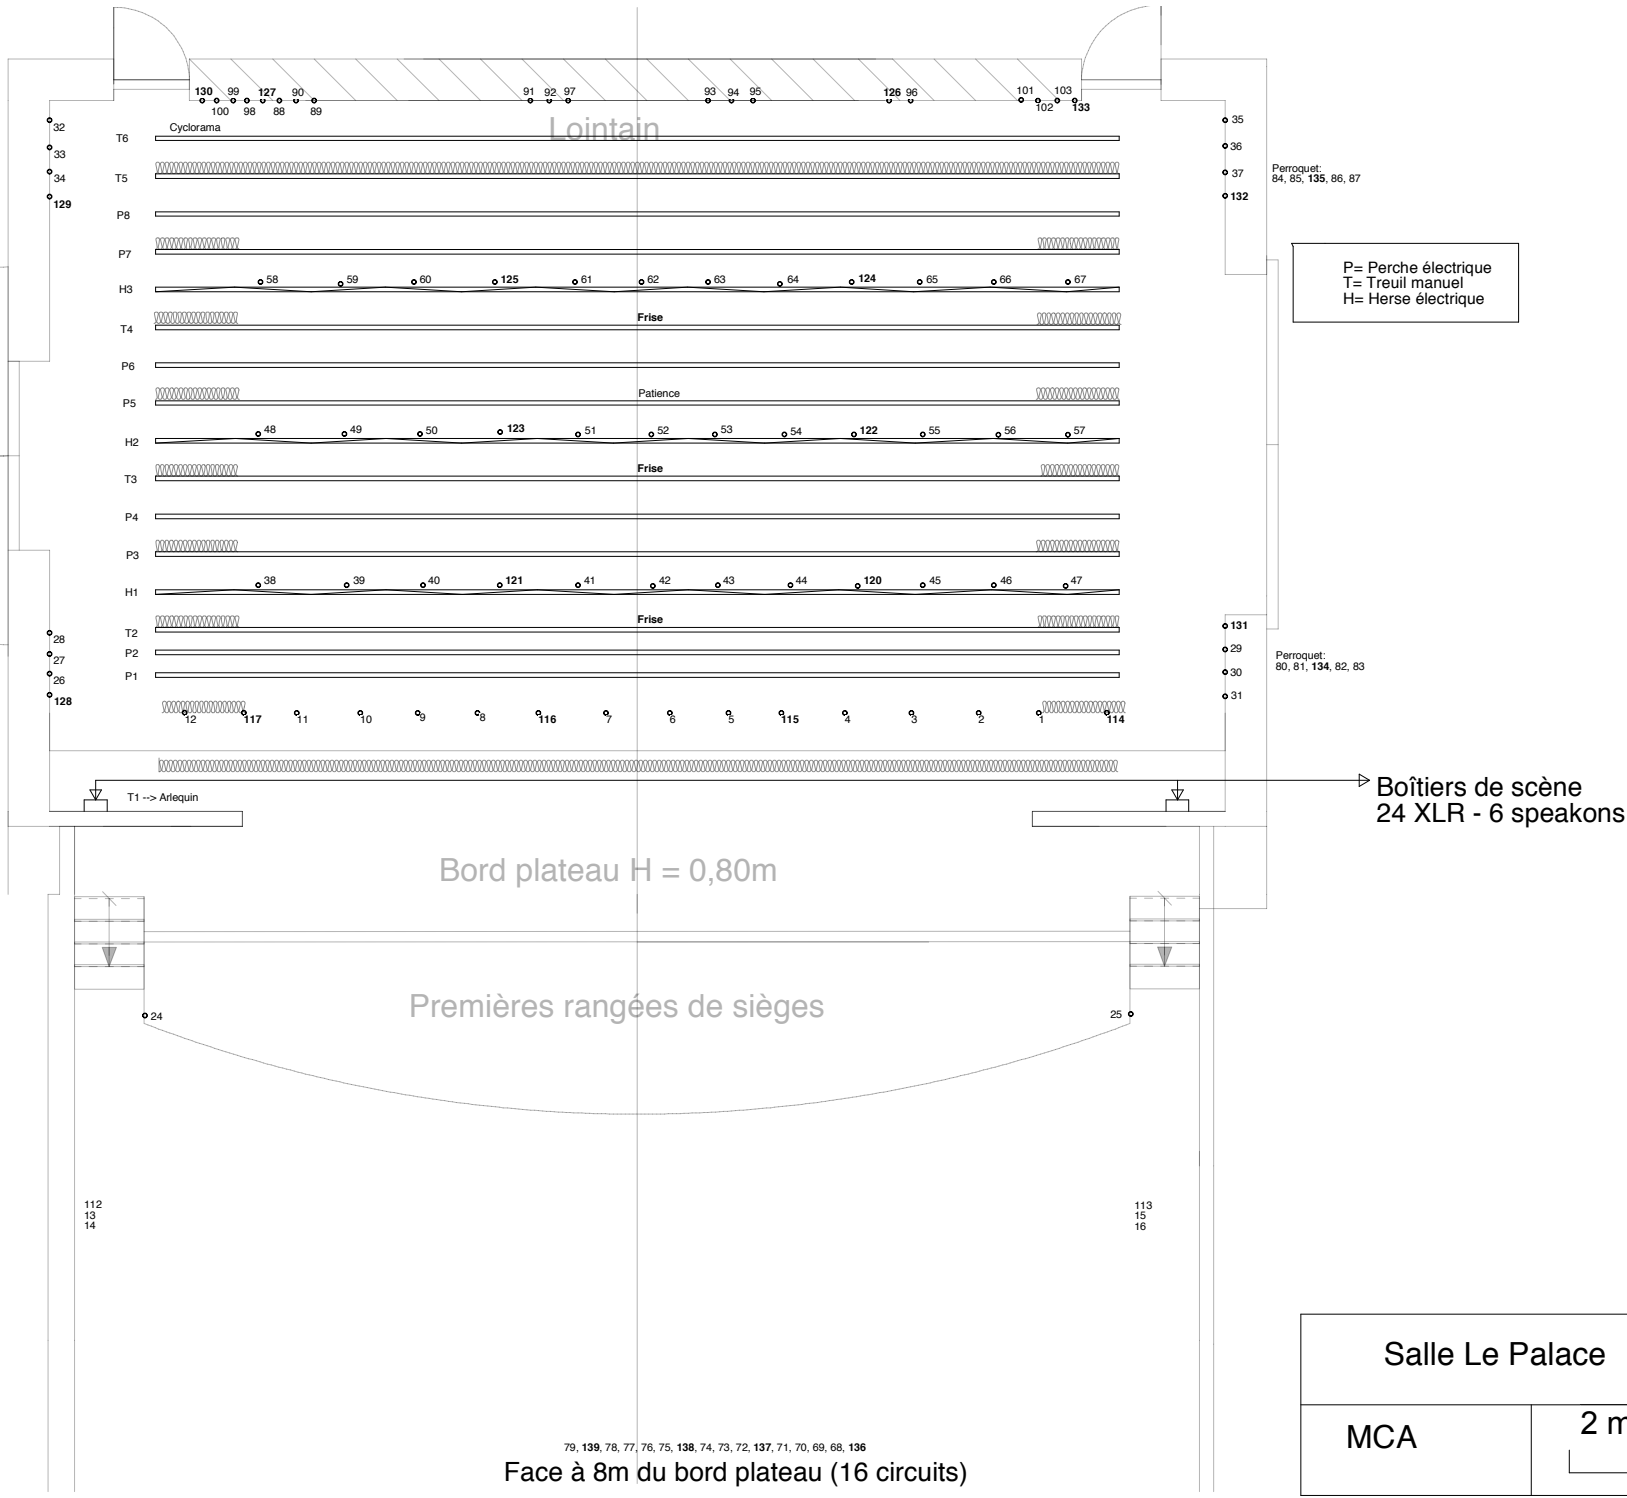 130 99 127 90 91 92 97 93 94 95 126 96 101 103
100 98 88 89 102 133
Lointain
Cyclorama
32
33
34
129
35
36
37
132
Perroquet:
84, 85, 135, 86, 87
T6
T5
P8
P7
H3 58 59 60 125 61 62 63 64 124 65 66 67
P= Perche électrique
T= Treuil manuel
H= Herse électrique
Frise
T4
P6
Patience
P5
H2 48 49 50 123 51 52 53 54 122 55 56 57
Frise
T3
P4
P3
H1 38 39 40 121 41 42 43 44 120 45 46 47
Frise
T2
P2
P1
28
27
26
128
131
29
30
31
Perroquet:
80, 81, 134, 82, 83
12 117 11 10 9 8 116 7 6 5 115 4 3 2 1 114
T1 --> Arlequin
Boîtiers de scène
24 XLR - 6 speakons
Bord plateau H = 0,80m
Premières rangées de sièges
24 25
112
13
14
113
15
16
Salle Le Palace
MCA
2 m
79, 139, 78, 77, 76, 75, 138, 74, 73, 72, 137, 71, 70, 69, 68, 136
Face à 8m du bord plateau (16 circuits)